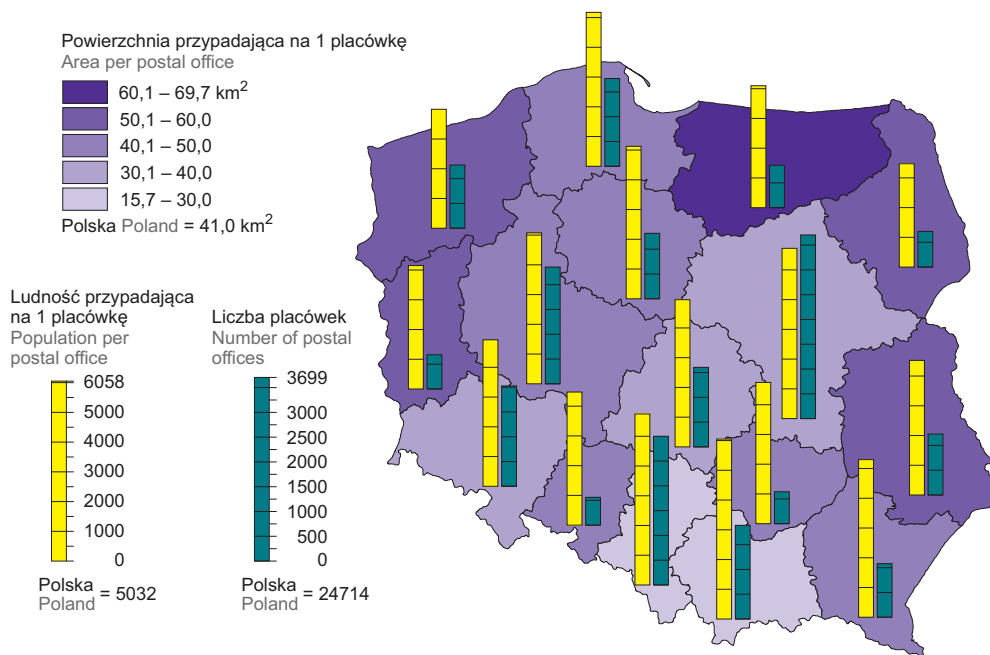 Powierzchnia przypadająca na 1 placówkę
Area per postal office
60,1 – 69,7 km²
50,1 – 60,0
40,1 – 50,0
30,1 – 40,0
15,7 – 30,0
Polska Poland = 41,0 km²
Ludność przypadająca
na 1 placówkę
Population per
postal office
6058
5000
4000
3000
2000
1000
0
Polska
Poland = 5032
Liczba placówek
Number of postal
offices
3699
3000
2500
2000
1500
1000
500
0
Polska
Poland = 24714